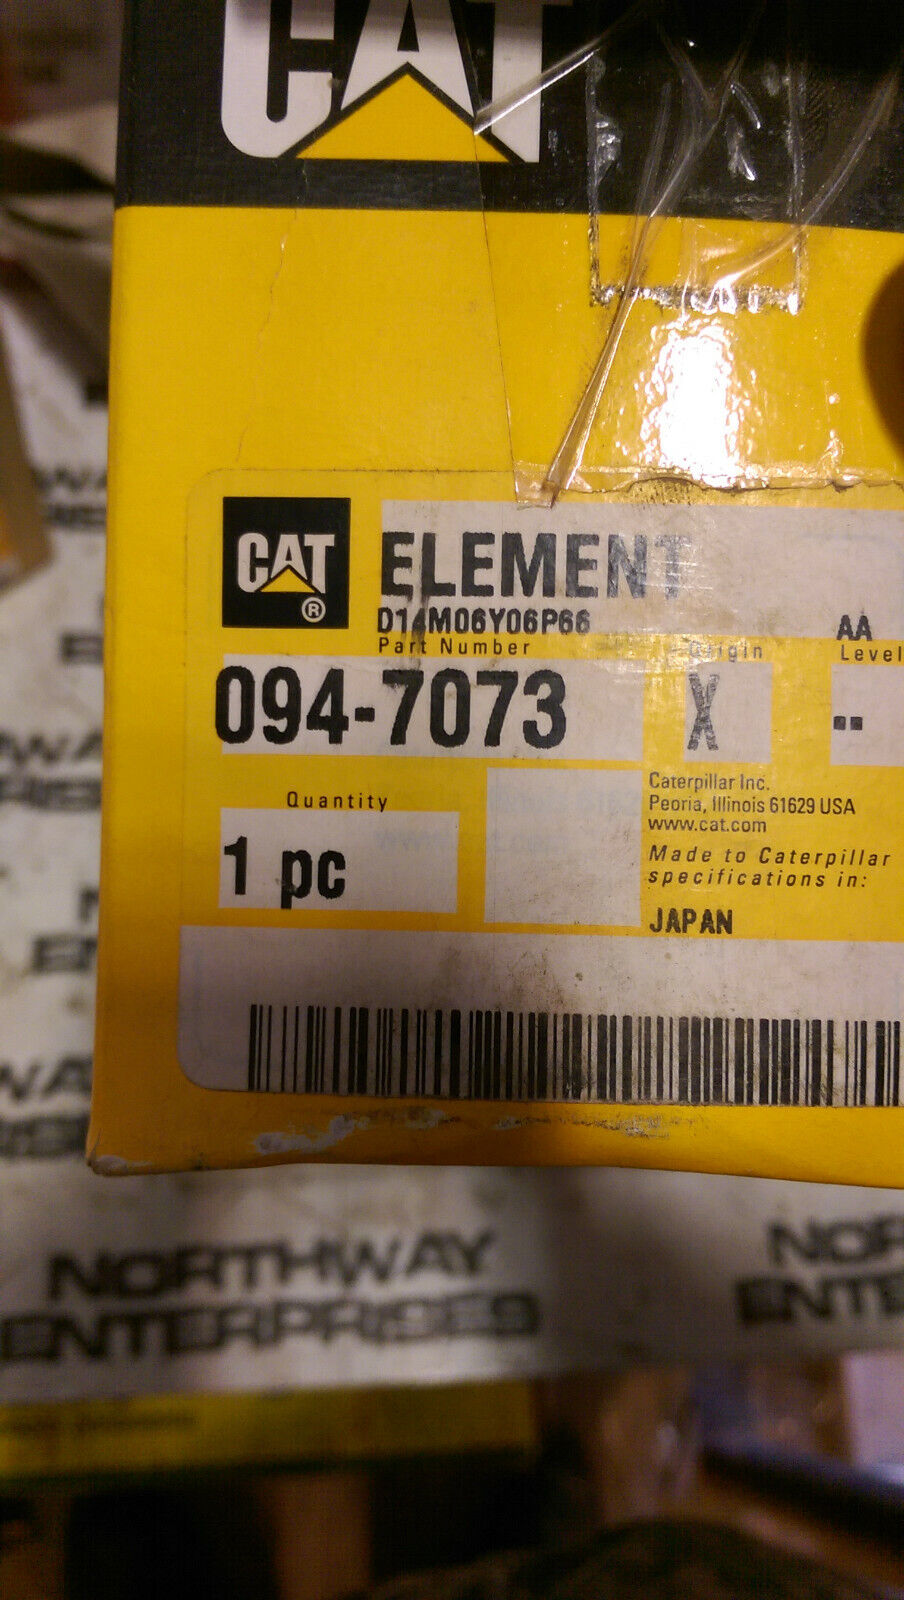 CAT
CAT ®
ELEMENT
D14M06Y06P66
AA
Part Number
Origin
Level
094-7073
X
--
Quantity
1 pc
Caterpillar Inc.
Peoria, Illinois 61629 USA
www.cat.com
Made to Caterpillar
specifications in:
JAPAN
NORTHWAY
ENTERPRISES